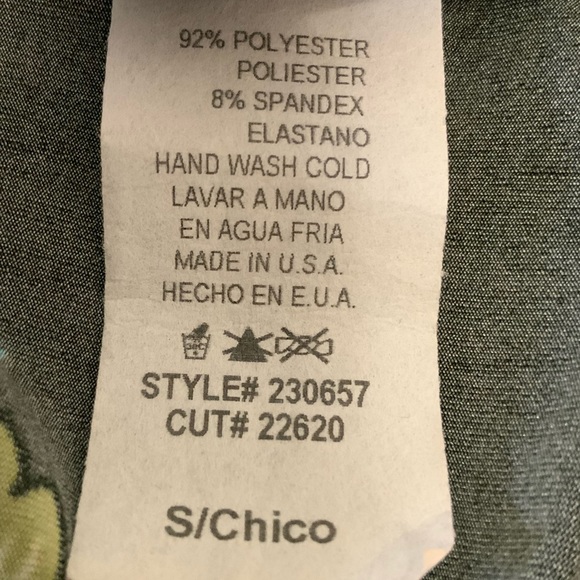 92% POLYESTER
POLIESTER
8% SPANDEX
ELASTANO
HAND WASH COLD
LAVAR A MANO
EN AGUA FRIA
MADE IN U.S.A.
HECHO EN E.U.A.
STYLE# 230657
CUT# 22620
S/Chico